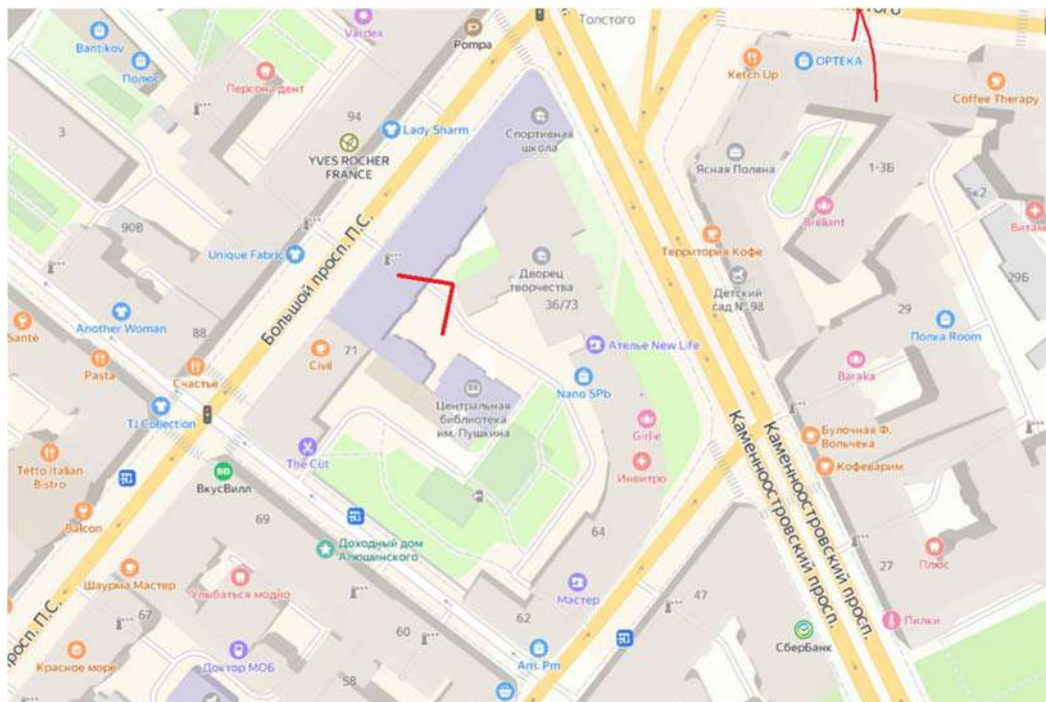 Толстого
Vardex
Bantikov
Pompa
Полюс
Ketch Up
ОРТЕКА
Персона дент
Coffee Therapy
94
Lady Sharm
Спортивная
школа
3
YVES ROCHER
FRANCE
Ясная Поляна
1-3Б
5к2
Brilliant
90В
Территория Кофе
Unique Fabric
Большой просп. П.С.
Дворец
творчества
36/73
Детский
сад № 98
29Б
29
Another Woman
88
71
Ателье New Life
Полка Room
Santé
Pasta
Счастье
Civil
Baraka
Nano SPb
Центральная
библиотека
им. Пушкина
TJ Collection
Girlie
Каменноостровский просп.
Каменноостровский просп.
Булочная Ф.
Вольчека
Tetto Italian
Bistro
The Cut
Инвитро
Кофеварим
ВкусВилл
Balcon
69
64
Доходный дом
Алюшинского
Плюс
Шаурма Мастер
Улыбаться модно
27
Мастер
47
67
62
Пилки
просп. П.С.
60
СберБанк
Красное море
Доктор МОБ
Am. Pm
58